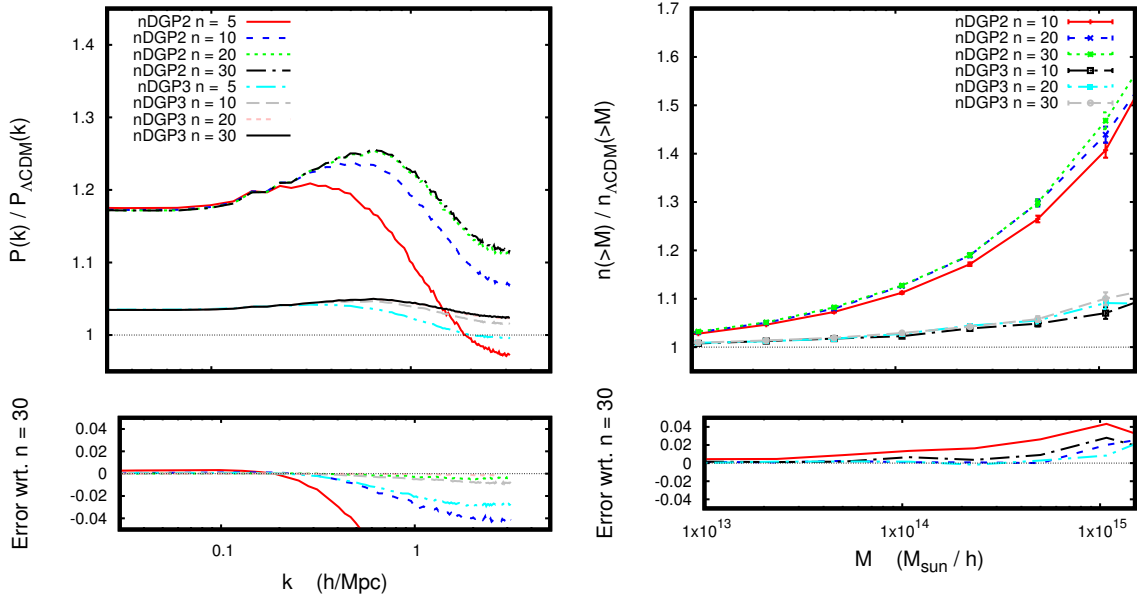 nDGP2 n = 5
nDGP2 n = 10
nDGP2 n = 20
nDGP2 n = 30
nDGP3 n = 5
nDGP3 n = 10
nDGP3 n = 20
nDGP3 n = 30
P(k) / P_ΛCDM(k)
1.4
1.3
1.2
1.1
1
Error wrt. n = 30
0.04
0.02
0
-0.02
-0.04
0.1
1
k (h/Mpc)
nDGP2 n = 10
nDGP2 n = 20
nDGP2 n = 30
nDGP3 n = 10
nDGP3 n = 20
nDGP3 n = 30
n(>M) / n_ΛCDM(>M)
1.7
1.6
1.5
1.4
1.3
1.2
1.1
1
Error wrt. n = 30
0.04
0.02
0
-0.02
-0.04
1x10^13
1x10^14
1x10^15
M (M_sun / h)